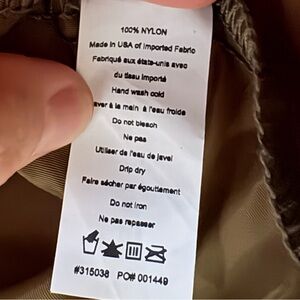 100% NYLON
Made in USA of Imported Fabric
Fabriqué aux états-unis avec
du tissu importé
Hand wash cold
aver à la main à l'eau froide
Do not bleach
Ne pas
Utiliser de l'eau de javel
Drip dry
Faire sécher par égouttement
Do not iron
Ne pas repasser
#315038 PO# 001449